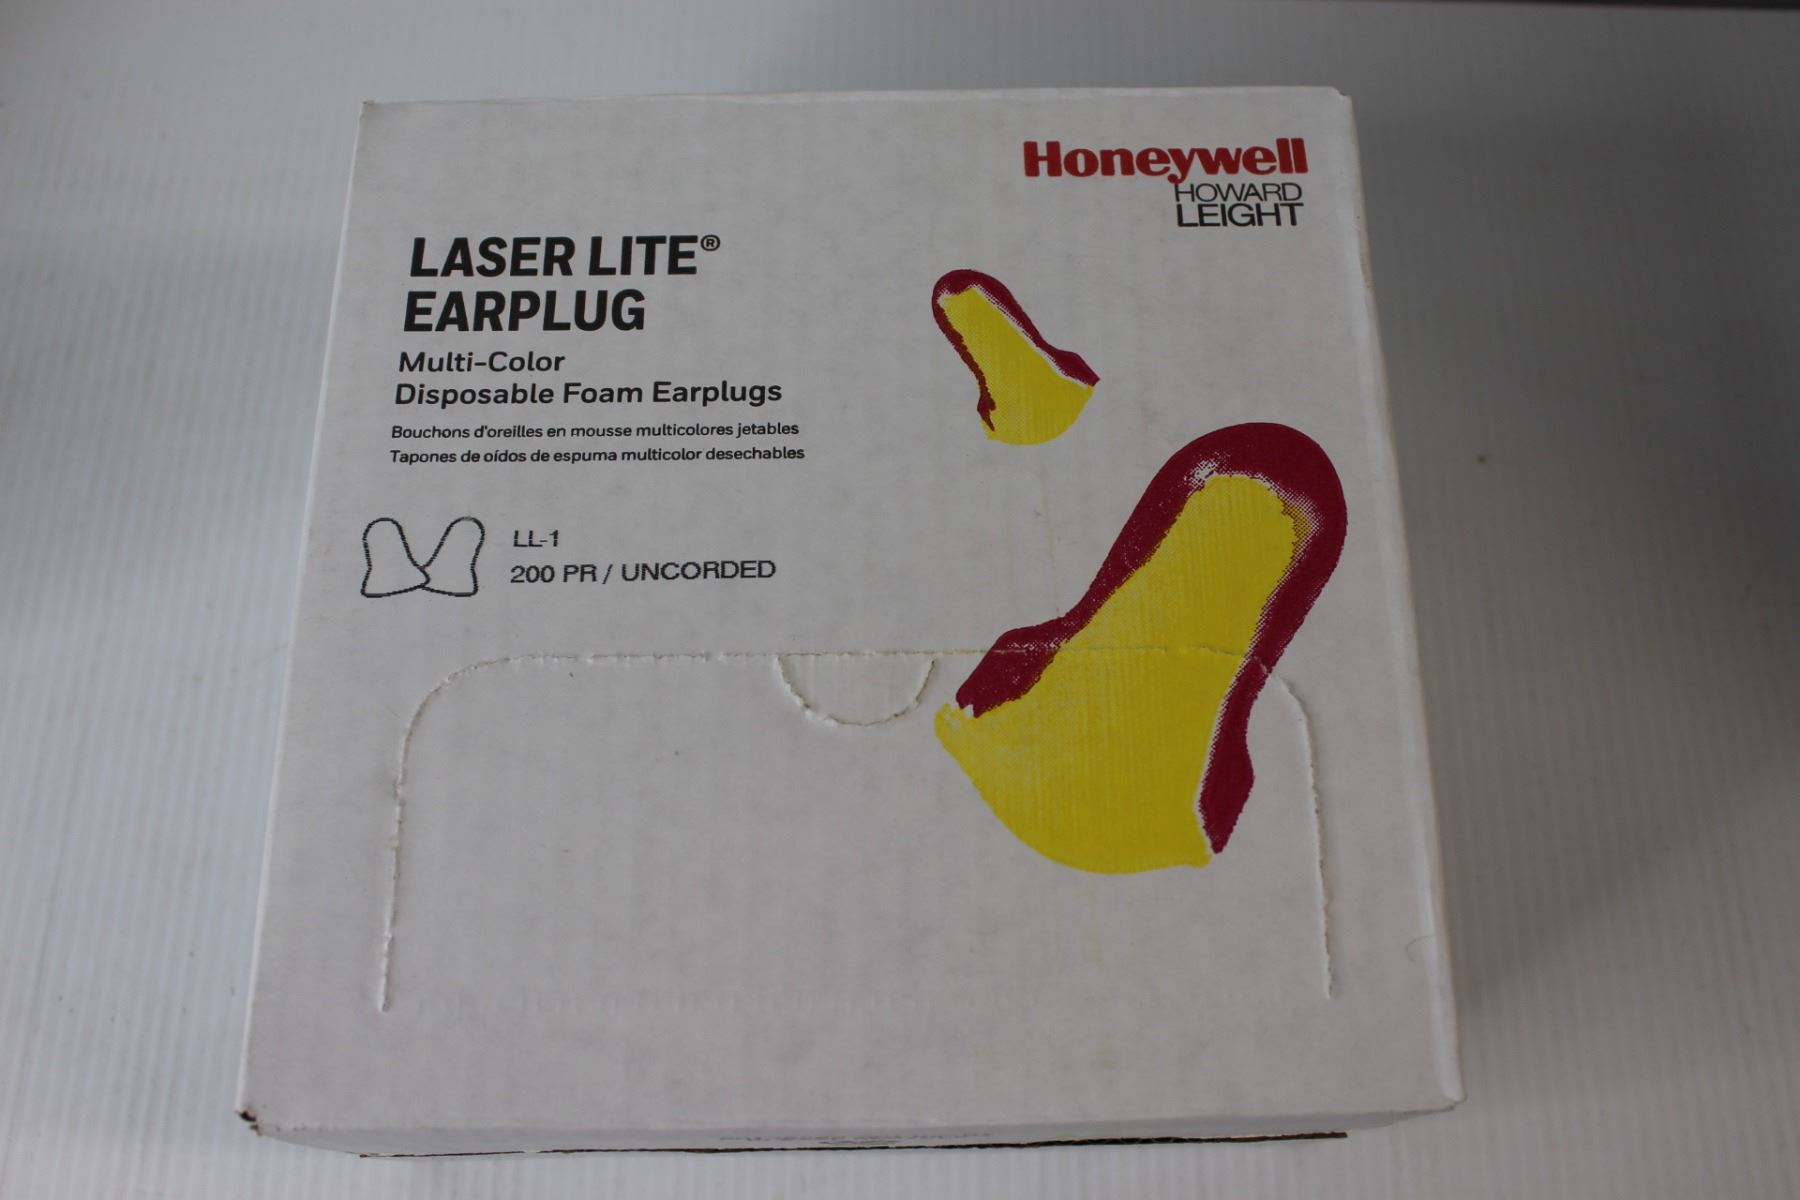 Honeywell
HOWARD
LEIGHT
LASER LITE®
EARPLUG
Multi-Color
Disposable Foam Earplugs
Bouchons d'oreilles en mousse multicolores jetables
Tapones de oídos de espuma multicolor desechables
LL-1
200 PR / UNCORDED